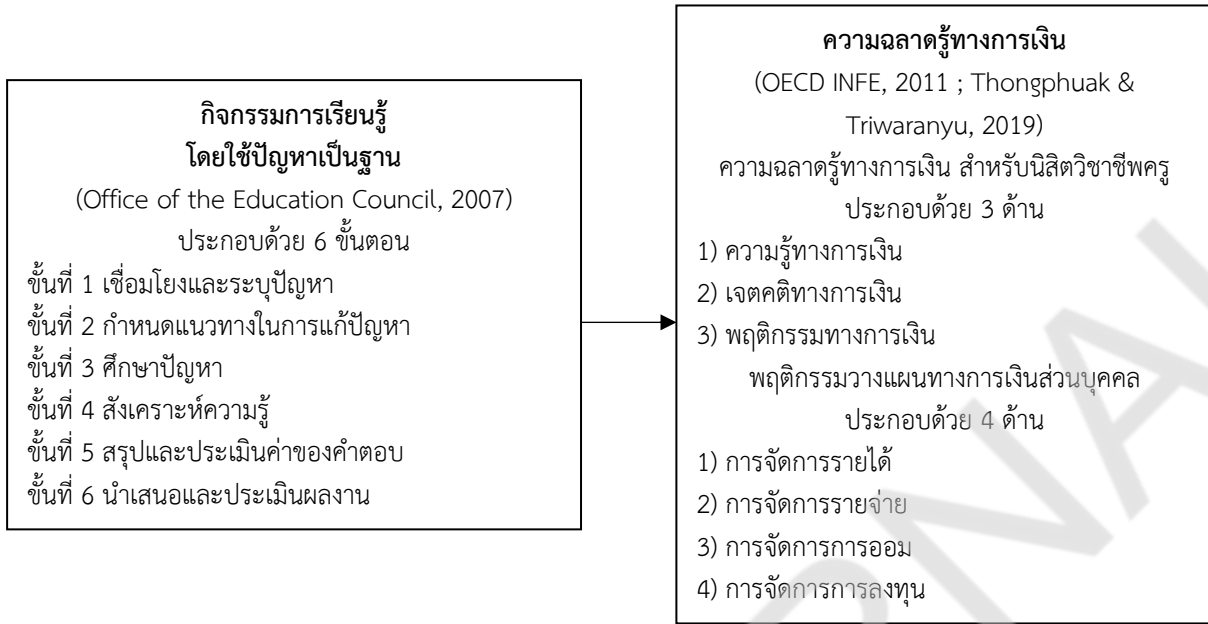 กิจกรรมการเรียนรู้
โดยใช้ปัญหาเป็นฐาน
(Office of the Education Council, 2007)
ประกอบด้วย 6 ขั้นตอน
ขั้นที่ 1 เชื่อมโยงและระบุปัญหา
ขั้นที่ 2 กำหนดแนวทางในการแก้ปัญหา
ขั้นที่ 3 ศึกษาปัญหา
ขั้นที่ 4 สังเคราะห์ความรู้
ขั้นที่ 5 สรุปและประเมินค่าของคำตอบ
ขั้นที่ 6 นำเสนอและประเมินผลงาน
ความฉลาดรู้ทางการเงิน
(OECD INFE, 2011 ; Thongphuak &
Triwaranyu, 2019)
ความฉลาดรู้ทางการเงิน สำหรับนิสิตวิชาชีพครู
ประกอบด้วย 3 ด้าน
1) ความรู้ทางการเงิน
2) เจตคติทางการเงิน
3) พฤติกรรมทางการเงิน
พฤติกรรมวางแผนทางการเงินส่วนบุคคล
ประกอบด้วย 4 ด้าน
1) การจัดการรายได้
2) การจัดการรายจ่าย
3) การจัดการการออม
4) การจัดการการลงทุน